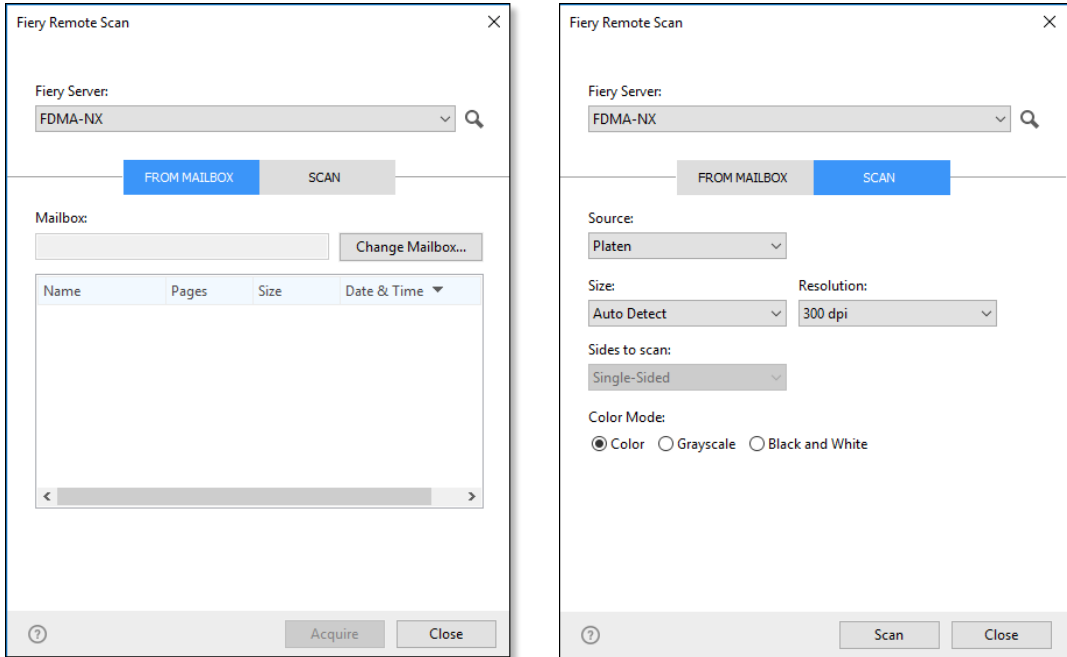 Fiery Remote Scan
Fiery Server:
FDMA-NX
FROM MAILBOX SCAN
Mailbox:
Change Mailbox...
Name Pages Size Date & Time
? Acquire Close
Fiery Remote Scan
Fiery Server:
FDMA-NX
FROM MAILBOX SCAN
Source:
Platen
Size: Resolution:
Auto Detect 300 dpi
Sides to scan:
Single-Sided
Color Mode:
Color Grayscale Black and White
? Scan Close